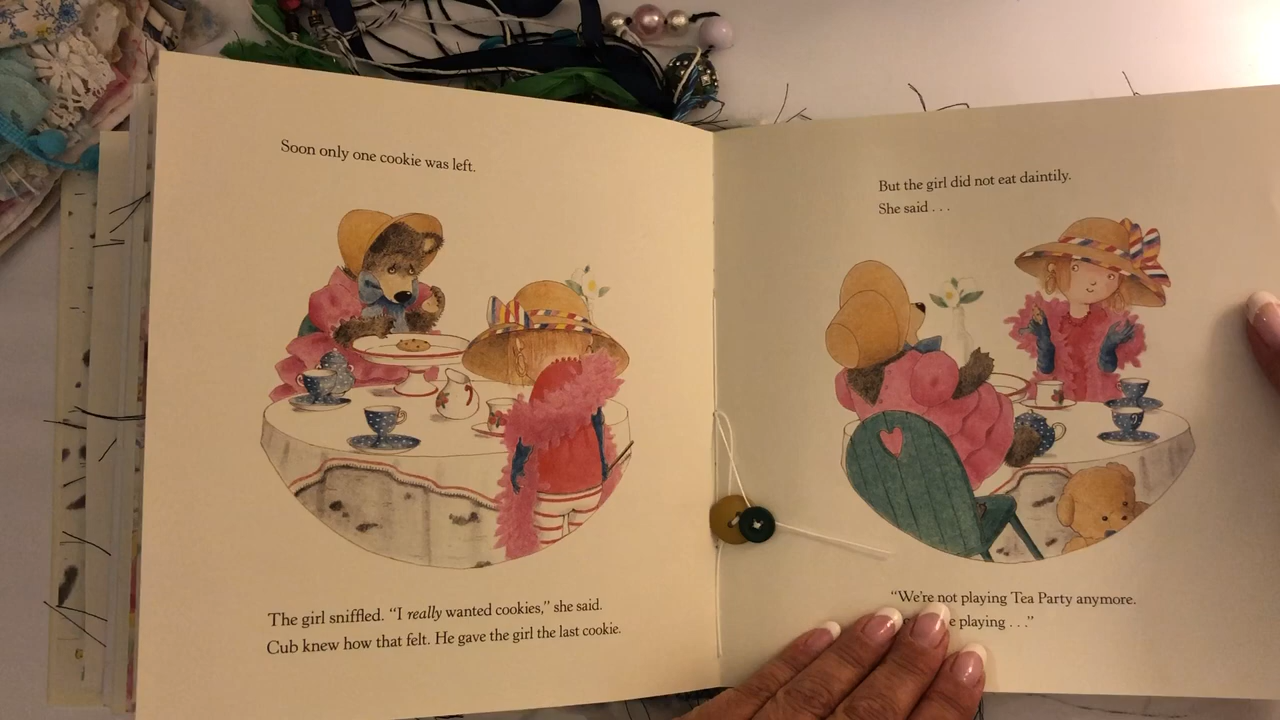 Soon only one cookie was left.
The girl sniffled. “I really wanted cookies,” she said.
Cub knew how that felt. He gave the girl the last cookie.
But the girl did not eat daintily.
She said . . .
“We’re not playing Tea Party anymore.
playing . . .”